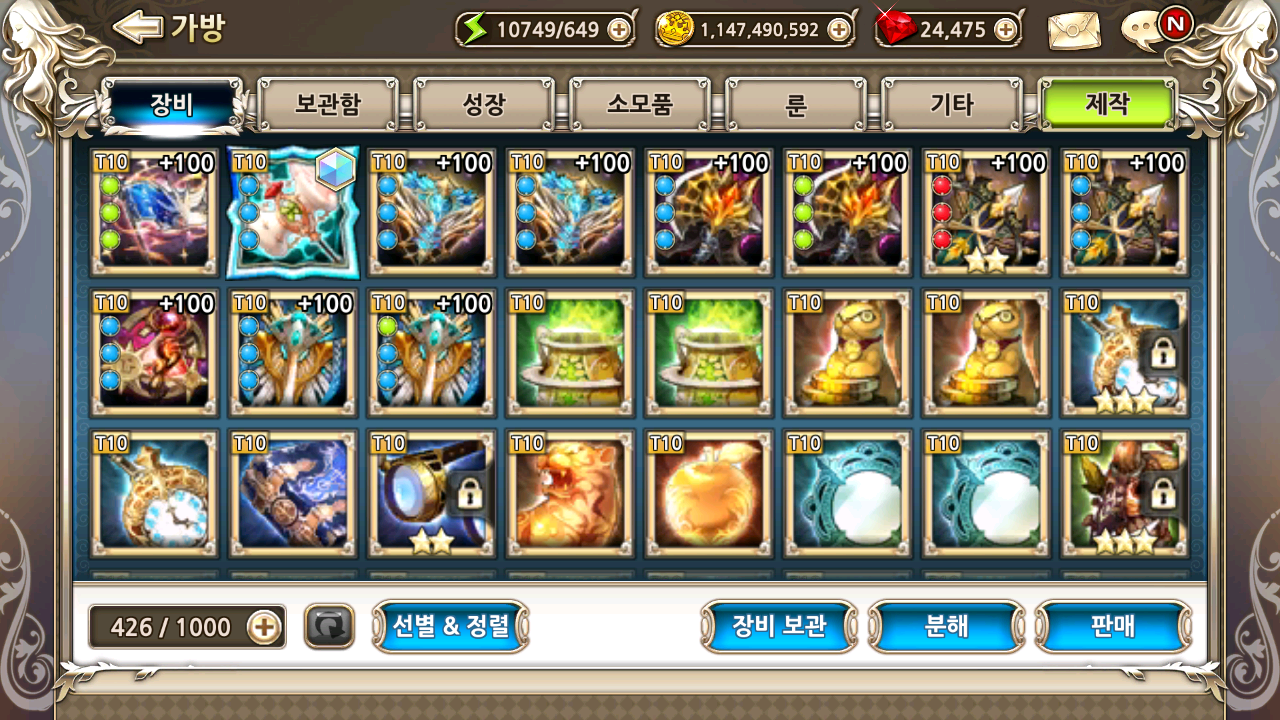 가방
10749/649
1,147,490,592
24,475
N
장비 보관함 성장 소모품 룬 기타 제작
T10 +100 T10 T10 +100 T10 +100 T10 +100 T10 +100 T10 +100 T10 +100
T10 +100 T10 +100 T10 +100 T10 T10 T10 T10 T10
T10 T10 T10 T10 T10 T10 T10 T10
426 / 1000
선별 & 정렬
장비 보관
분해
판매